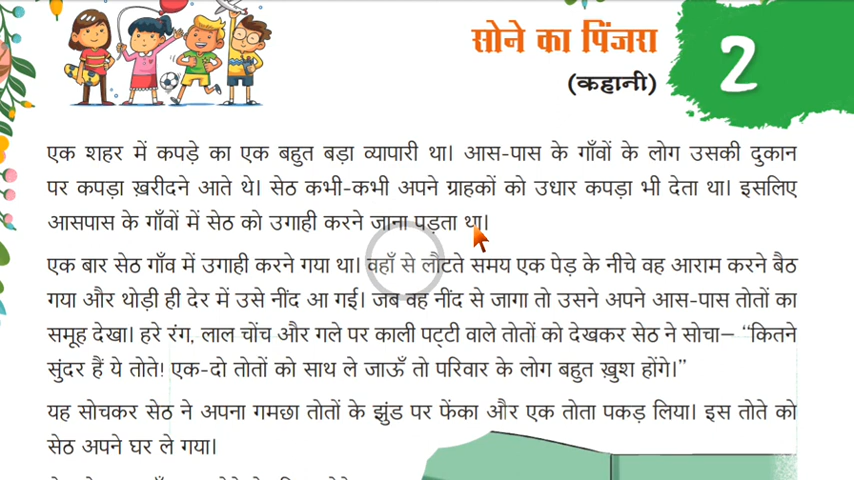 सोने का पिंजरा
(कहानी)
2
एक शहर में कपड़े का एक बहुत बड़ा व्यापारी था। आस-पास के गाँवों के लोग उसकी दुकान
पर कपड़ा ख़रीदने आते थे। सेठ कभी-कभी अपने ग्राहकों को उधार कपड़ा भी देता था। इसलिए
आसपास के गाँवों में सेठ को उगाही करने जाना पड़ता था।
एक बार सेठ गाँव में उगाही करने गया था। वहाँ से लौटते समय एक पेड़ के नीचे वह आराम करने बैठ
गया और थोड़ी ही देर में उसे नींद आ गई। जब वह नींद से जागा तो उसने अपने आस-पास तोतों का
समूह देखा। हरे रंग, लाल चोंच और गले पर काली पट्टी वाले तोतों को देखकर सेठ ने सोचा– “कितने
सुंदर हैं ये तोते! एक-दो तोतों को साथ ले जाऊँ तो परिवार के लोग बहुत ख़ुश होंगे।”
यह सोचकर सेठ ने अपना गमछा तोतों के झुंड पर फेंका और एक तोता पकड़ लिया। इस तोते को
सेठ अपने घर ले गया।